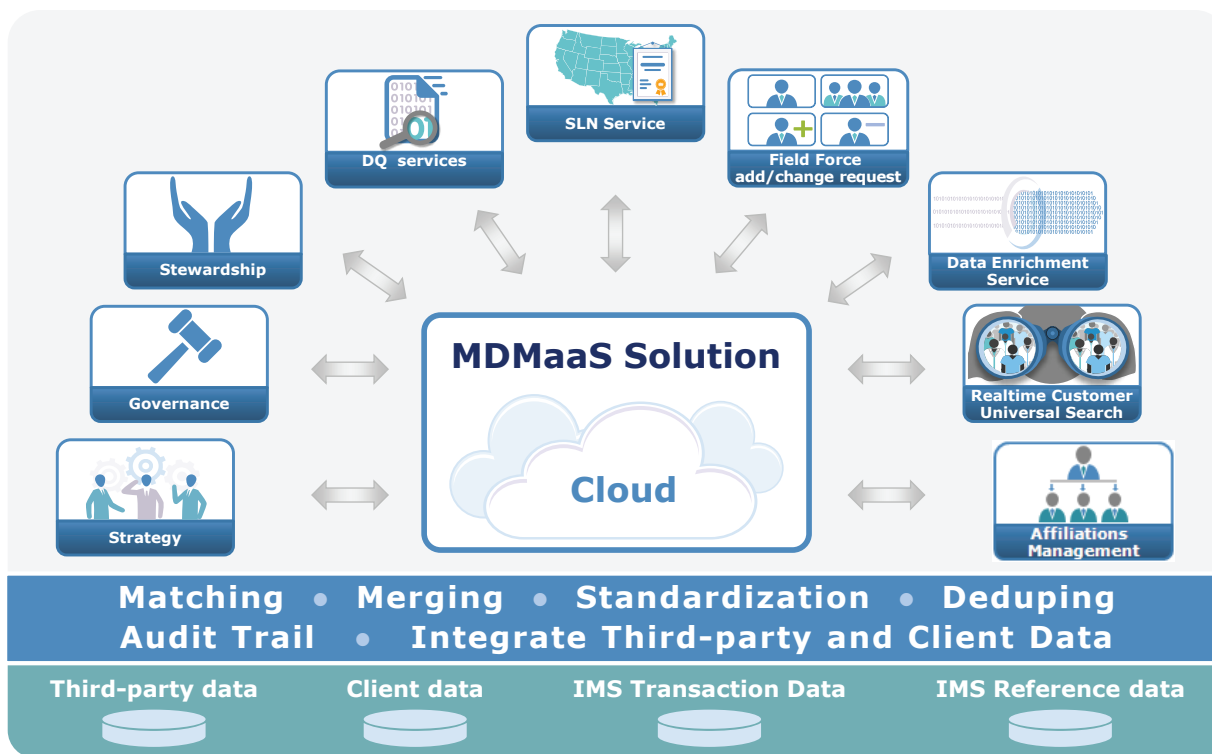 SLN Service
DQ services
Field Force
add/change request
Stewardship
Data Enrichment
Service
Governance
Realtime Customer
Universal Search
Strategy
Affiliations
Management
MDMaaS Solution
Cloud
Matching • Merging • Standardization • Deduping
Audit Trail • Integrate Third-party and Client Data
Third-party data Client data IMS Transaction Data IMS Reference data